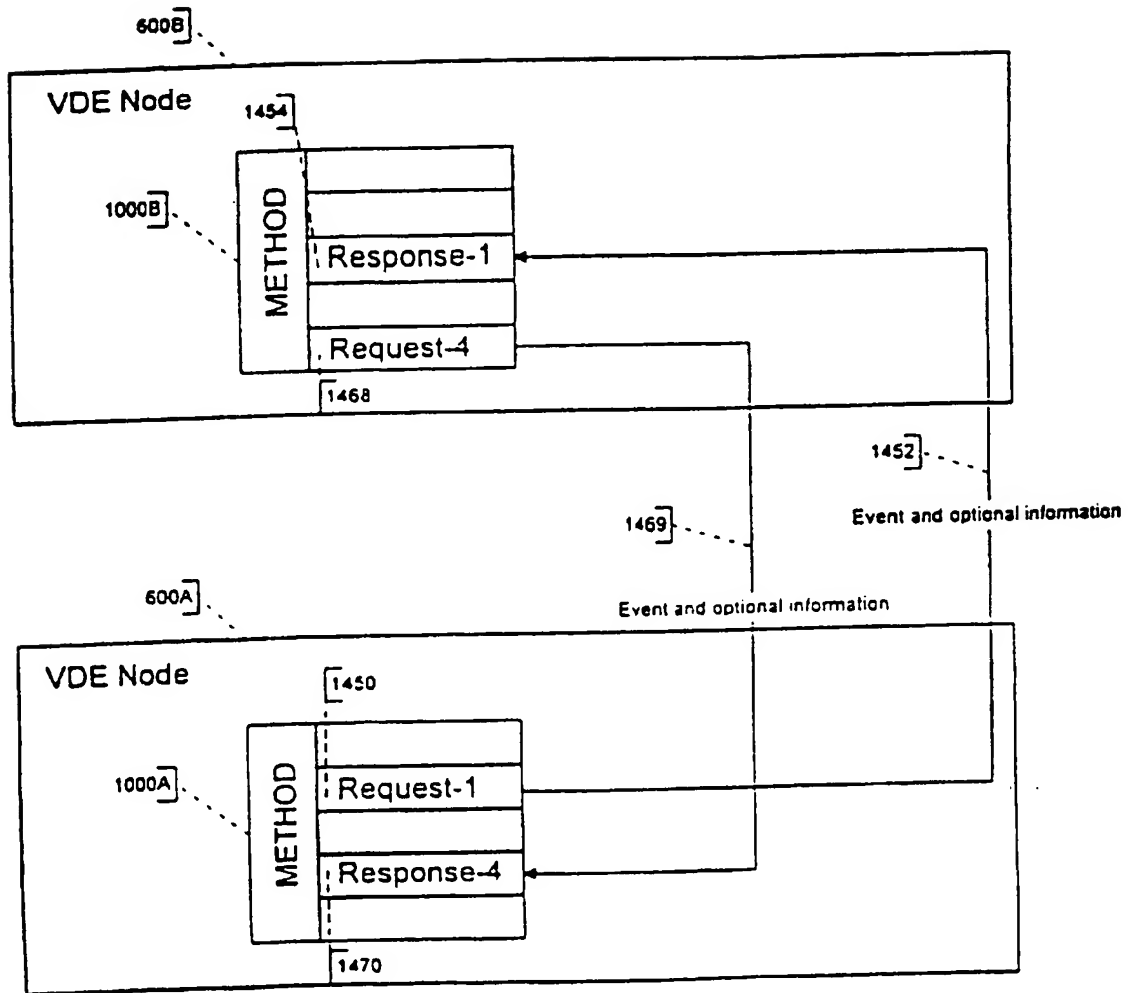 600B
VDE Node
1454
1000B
METHOD
Response-1
Request-4
1468
1452
Event and optional information
1469
600A
Event and optional information
VDE Node
1450
1000A
METHOD
Request-1
Response-4
1470